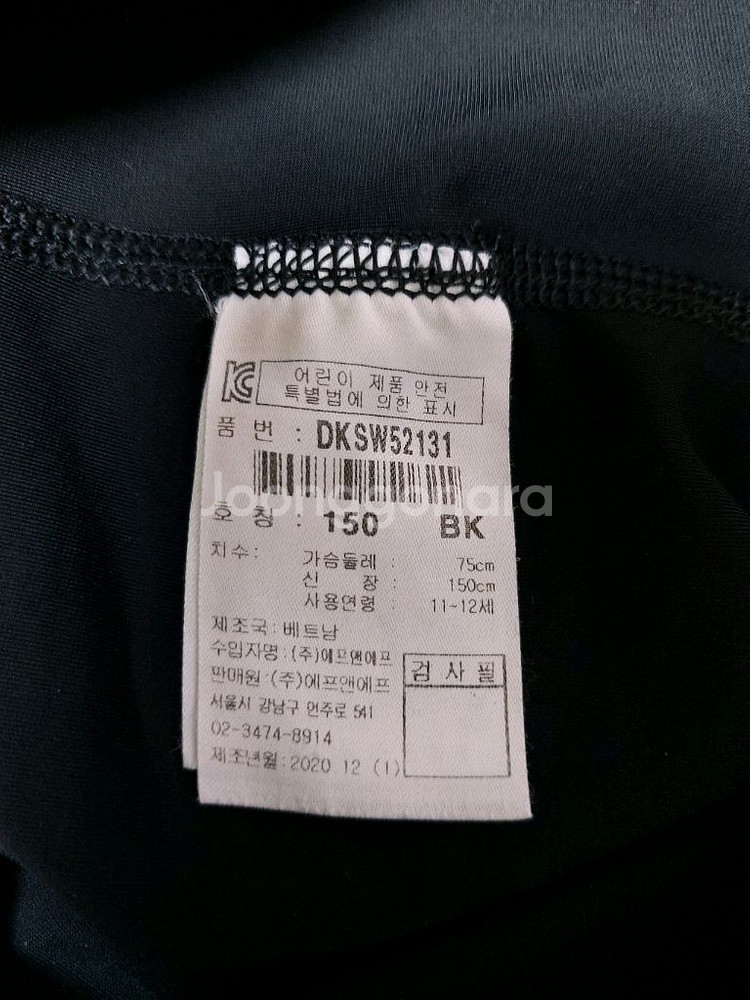 KC 어린이 제품 안전
특별법에 의한 표시
품 번 : DKSW52131
Joonggonara
호 칭 : 150 BK
치수: 가슴둘레 : 75cm
신 장 : 150cm
사용연령 : 11-12세
제조국:베트남
수입자명:(주)에프앤에프
판매원:(주)에프앤에프
검 사 필
서울시 강남구 언주로 541
02-3474-8914
제조년월:2020 12 (1)